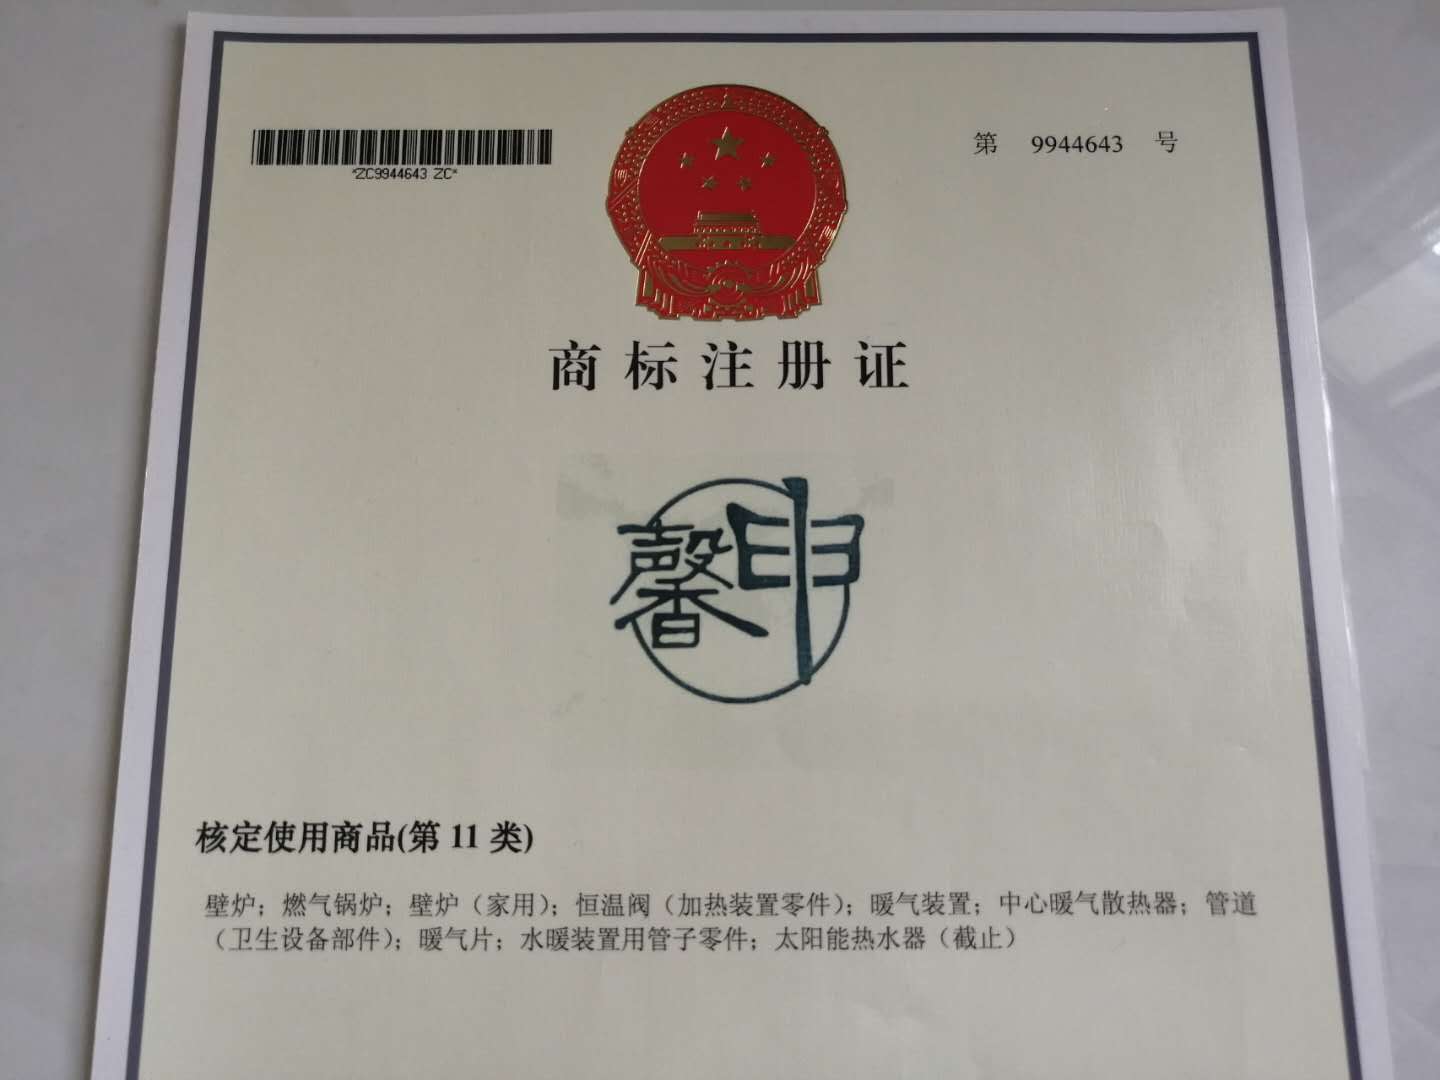 *ZC9944643 ZC*
第 9944643 号
商标注册证
馨申
核定使用商品(第 11 类)
壁炉；燃气锅炉；壁炉（家用）；恒温阀（加热装置零件）；暖气装置；中心暖气散热器；管道
（卫生设备部件）；暖气片；水暖装置用管子零件；太阳能热水器（截止）